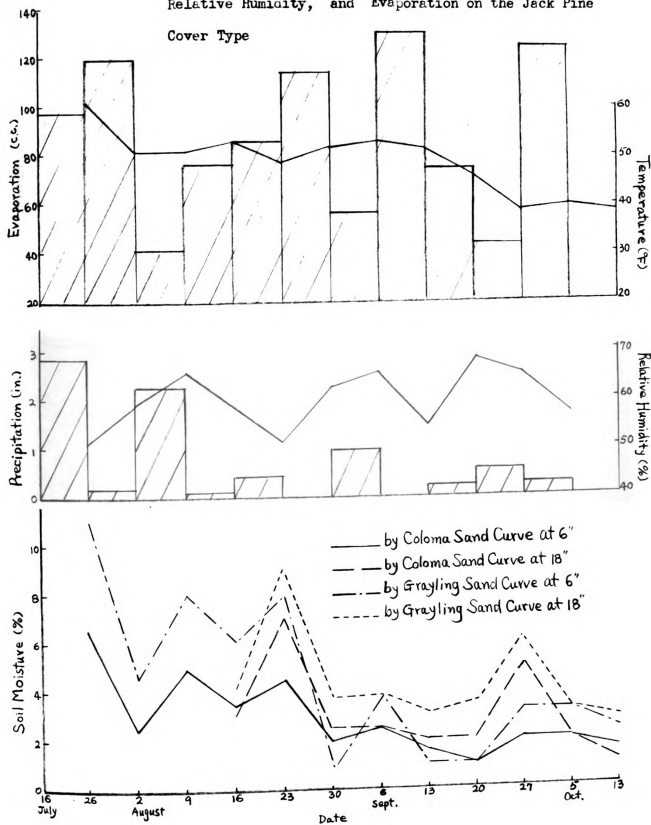 Relative Humidity, and Evaporation on the Jack Pine
Cover Type
140
120
100
80
60
40
20
Evaporation (c.c.)
60
50
40
30
20
Temperature (°F)
3
2
1
0
Precipitation (in.)
70
60
50
40
Relative Humidity (%)
10
8
6
4
2
0
Soil Moisture (%)
by Coloma Sand Curve at 6"
by Coloma Sand Curve at 18"
by Grayling Sand Curve at 6"
by Grayling Sand Curve at 18"
16 26 2 9 16 23 30 6 13 20 27 5 13
July August Sept. Oct.
Date